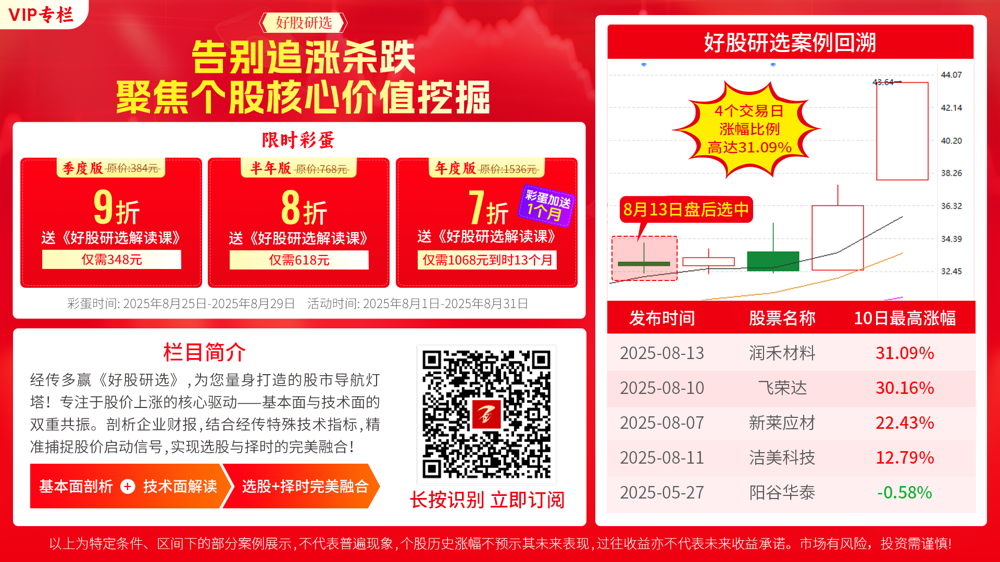 VIP专栏
好股研选
告别追涨杀跌
聚焦个股核心价值挖掘
限时彩蛋
季度版 原价:384元
9折
送《好股研选解读课》
仅需348元
半年版 原价:768元
8折
送《好股研选解读课》
仅需618元
年度版 原价:1536元
7折
彩蛋加送
1个月
送《好股研选解读课》
仅需1068元到时13个月
彩蛋时间: 2025年8月25日-2025年8月29日 活动时间: 2025年8月1日-2025年8月31日
栏目简介
经传多赢《好股研选》,为您量身打造的股市导航灯
塔！专注于股价上涨的核心驱动——基本面与技术面的
双重共振。剖析企业财报,结合经传特殊技术指标,精
准捕捉股价启动信号,实现选股与择时的完美融合！
基本面剖析 + 技术面解读
选股+择时完美融合
长按识别 立即订阅
好股研选案例回溯
43.64
44.07
42.14
40.20
38.26
36.32
34.39
32.45
4个交易日
涨幅比例
高达31.09%
8月13日盘后选中
发布时间 股票名称 10日最高涨幅
2025-08-13 润禾材料 31.09%
2025-08-10 飞荣达 30.16%
2025-08-07 新莱应材 22.43%
2025-08-11 洁美科技 12.79%
2025-05-27 阳谷华泰 -0.58%
以上为特定条件、区间下的部分案例展示,不代表普遍现象,个股历史涨幅不预示其未来表现,过往收益亦不代表未来收益承诺。市场有风险，投资需谨慎!